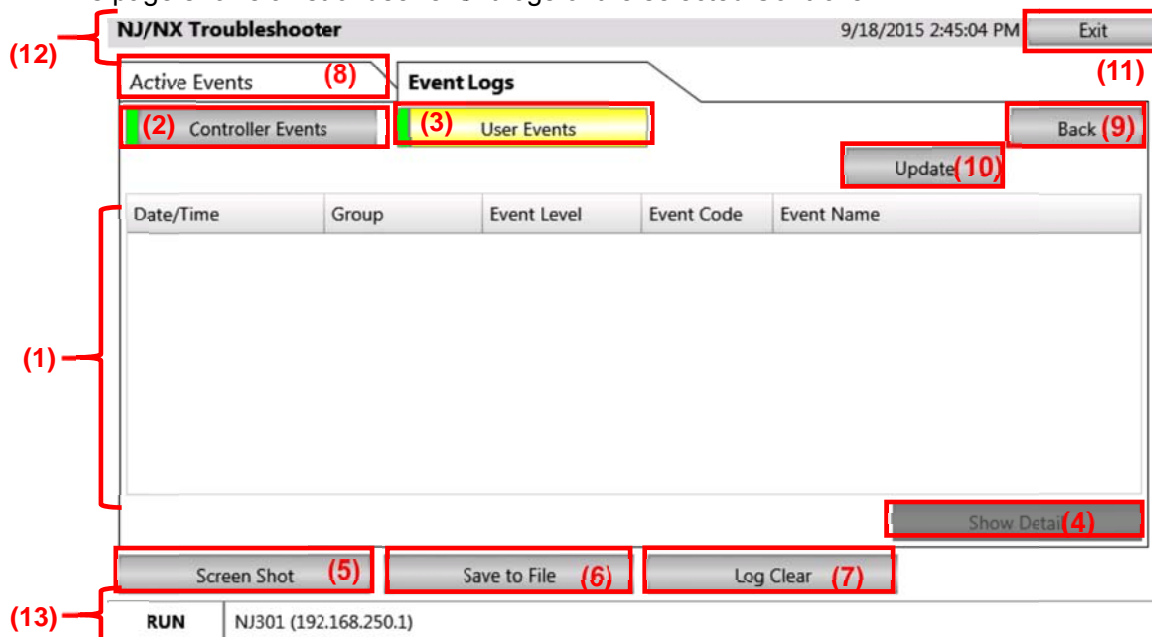 NJ/NX Troubleshooter 9/18/2015 2:45:04 PM Exit
(12)
(11)
Active Events (8) Event Logs
(2) Controller Events (3) User Events Back (9)
Update (10)
Date/Time Group Event Level Event Code Event Name
(1)
Show Detail (4)
Screen Shot (5) Save to File (6) Log Clear (7)
(13) RUN NJ301 (192.168.250.1)